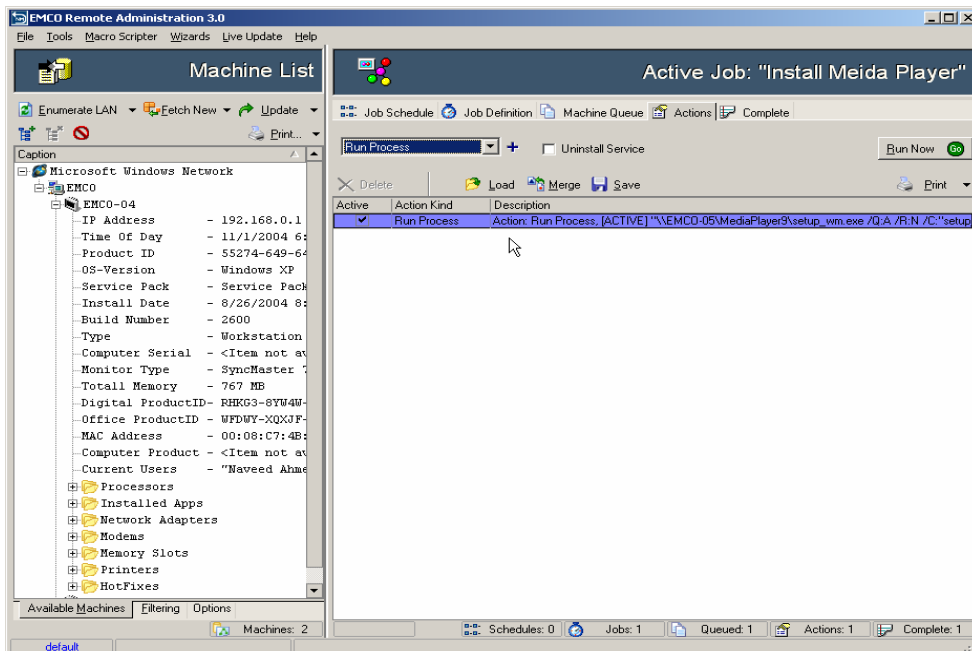 EMCO Remote Administration 3.0
File Tools Macro Scripter Wizards Live Update Help
Machine List
Active Job: "Install Meida Player"
Enumerate LAN Fetch New Update
Print...
Job Schedule Job Definition Machine Queue Actions Complete
Run Process
Uninstall Service
Run Now Go
Delete Load Merge Save Print
Caption
Active Action Kind Description
Run Process Action: Run Process, [ACTIVE] "\\EMCO-05\MediaPlayer9\setup_wm.exe /Q:A /R:N /C:"setup_
Microsoft Windows Network
EMCO
EMCO-04
IP Address - 192.168.0.1
Time Of Day - 11/1/2004 6:
Product ID - 55274-649-64
OS-Version - Windows XP
Service Pack - Service Pack
Install Date - 8/26/2004 8:
Build Number - 2600
Type - Workstation
Computer Serial - <Item not av
Monitor Type - SyncMaster 7
Totall Memory - 767 MB
Digital ProductID- RHKG3-8YW4W-
Office ProductID - WFDWY-XQXJF-
MAC Address - 00:08:C7:4B:
Computer Product - <Item not av
Current Users - "Naveed Ahme
Processors
Installed Apps
Network Adapters
Modems
Memory Slots
Printers
HotFixes
Available Machines Filtering Options
Machines: 2
Schedules: 0 Jobs: 1 Queued: 1 Actions: 1 Complete: 1
default